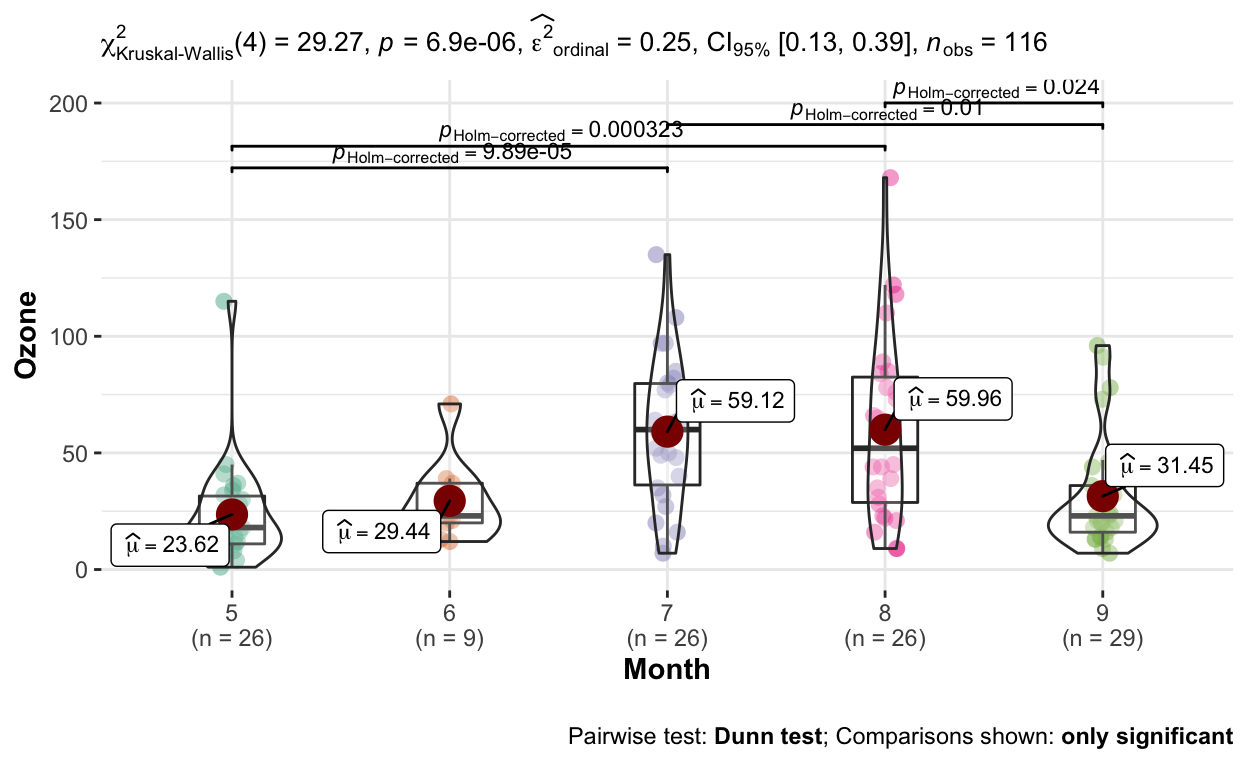 χ²Kruskal-Wallis(4) = 29.27, p = 6.9e-06, ε̂²ordinal = 0.25, CI95% [0.13, 0.39], nobs = 116
pHolm−corrected = 0.024
pHolm−corrected = 0.01
pHolm−corrected = 0.000323
pHolm−corrected = 9.89e-05
200
150
100
50
0
Ozone
μ̂ = 23.62
μ̂ = 29.44
μ̂ = 59.12
μ̂ = 59.96
μ̂ = 31.45
5
(n = 26)
6
(n = 9)
7
(n = 26)
8
(n = 26)
9
(n = 29)
Month
Pairwise test: Dunn test; Comparisons shown: only significant